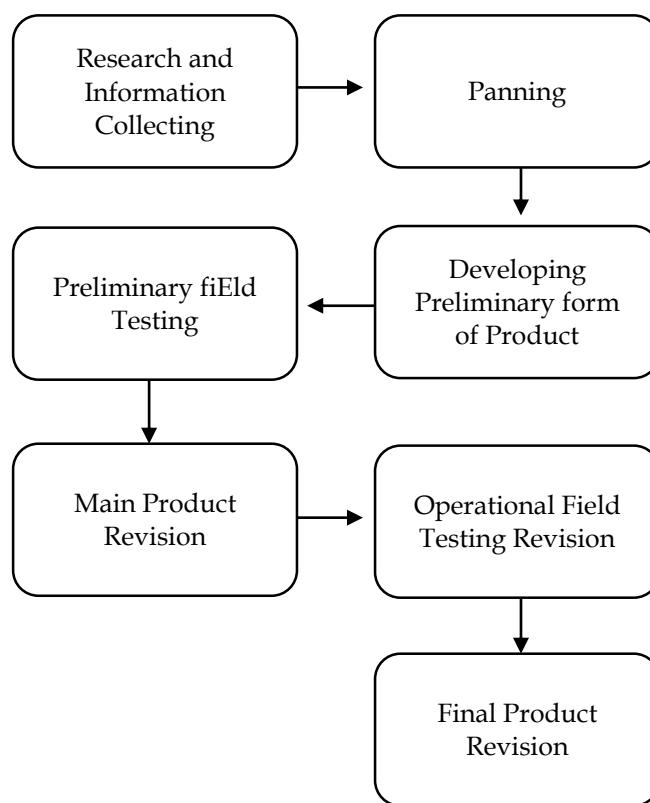 Research and
Information
Collecting
Panning
Developing
Preliminary form
of Product
Preliminary fiEld
Testing
Main Product
Revision
Operational Field
Testing Revision
Final Product
Revision